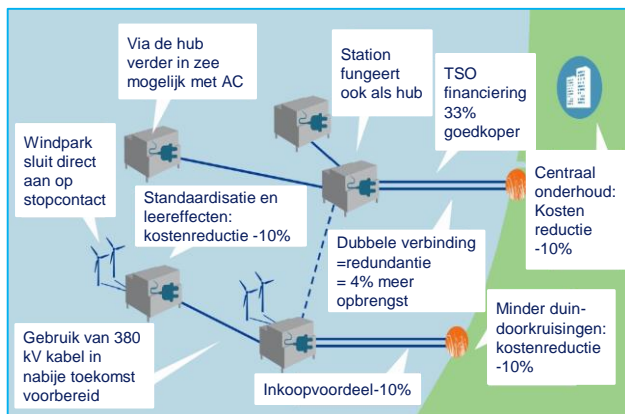 Via de hub
verder in zee
mogelijk met AC
Station
fungeert
ook als hub
TSO
financiering
33%
goedkoper
Windpark
sluit direct
aan op
stopcontact
Standaardisatie en
leereffecten:
kostenreductie -10%
Centraal
onderhoud:
Kosten
reductie
-10%
Dubbele verbinding
=redundantie
= 4% meer
opbrengst
Gebruik van 380
kV kabel in
nabije toekomst
voorbereid
Inkoopvoordeel-10%
Minder duin-
doorkruisingen:
kostenreductie
-10%